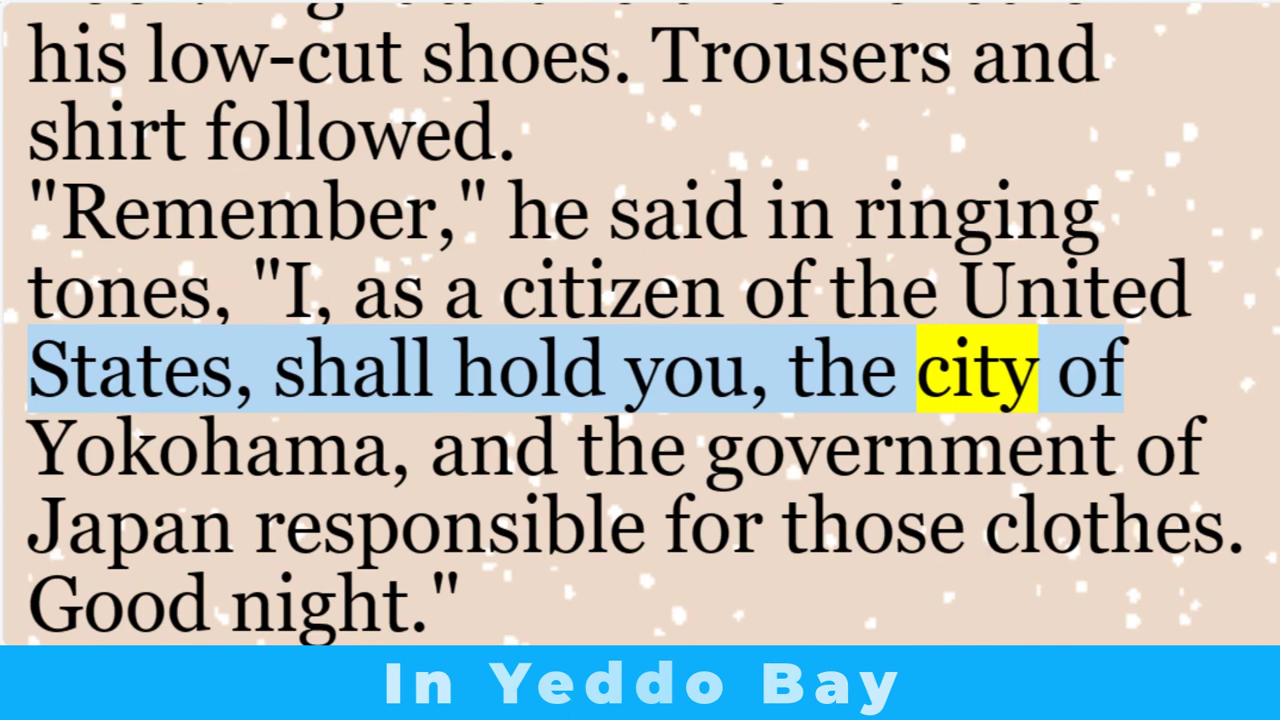 his low-cut shoes. Trousers and
shirt followed.
"Remember," he said in ringing
tones, "I, as a citizen of the United
States, shall hold you, the city of
Yokohama, and the government of
Japan responsible for those clothes.
Good night."
In Yeddo Bay